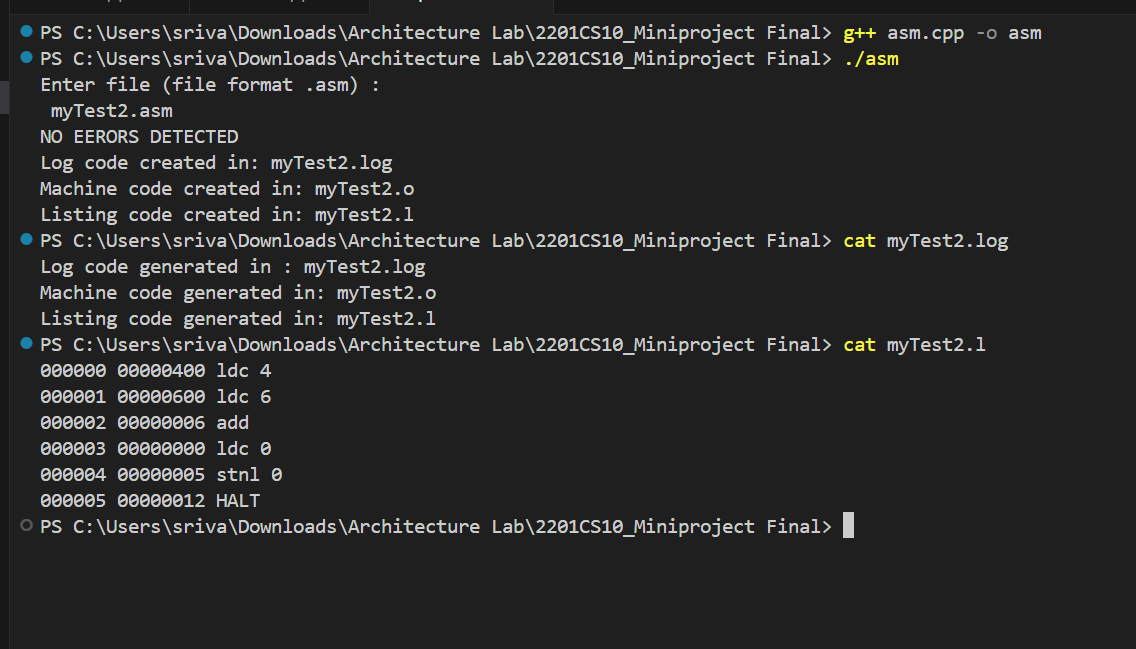 PS C:\Users\sriva\Downloads\Architecture Lab\2201CS10_Miniproject Final> g++ asm.cpp -o asm
PS C:\Users\sriva\Downloads\Architecture Lab\2201CS10_Miniproject Final> ./asm
Enter file (file format .asm) :
myTest2.asm
NO EERORS DETECTED
Log code created in: myTest2.log
Machine code created in: myTest2.o
Listing code created in: myTest2.l
PS C:\Users\sriva\Downloads\Architecture Lab\2201CS10_Miniproject Final> cat myTest2.log
Log code generated in : myTest2.log
Machine code generated in: myTest2.o
Listing code generated in: myTest2.l
PS C:\Users\sriva\Downloads\Architecture Lab\2201CS10_Miniproject Final> cat myTest2.l
000000 00000400 ldc 4
000001 00000600 ldc 6
000002 00000006 add
000003 00000000 ldc 0
000004 00000005 stnl 0
000005 00000012 HALT
PS C:\Users\sriva\Downloads\Architecture Lab\2201CS10_Miniproject Final>